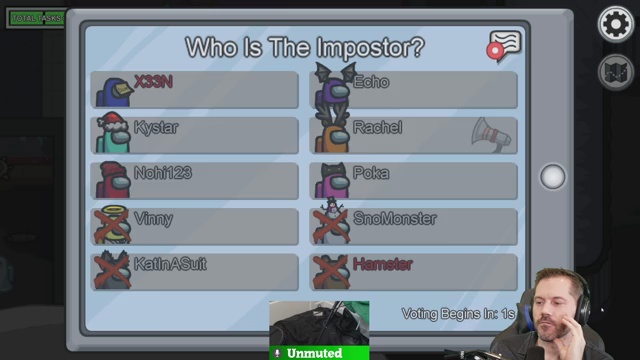 TOTAL TASKS
Who Is The Impostor?
X33N
Echo
Kystar
Rachel
Nohi123
Poka
Vinny
SnoMonster
KatInASuit
Hamster
Voting Begins In: 1s
Unmuted